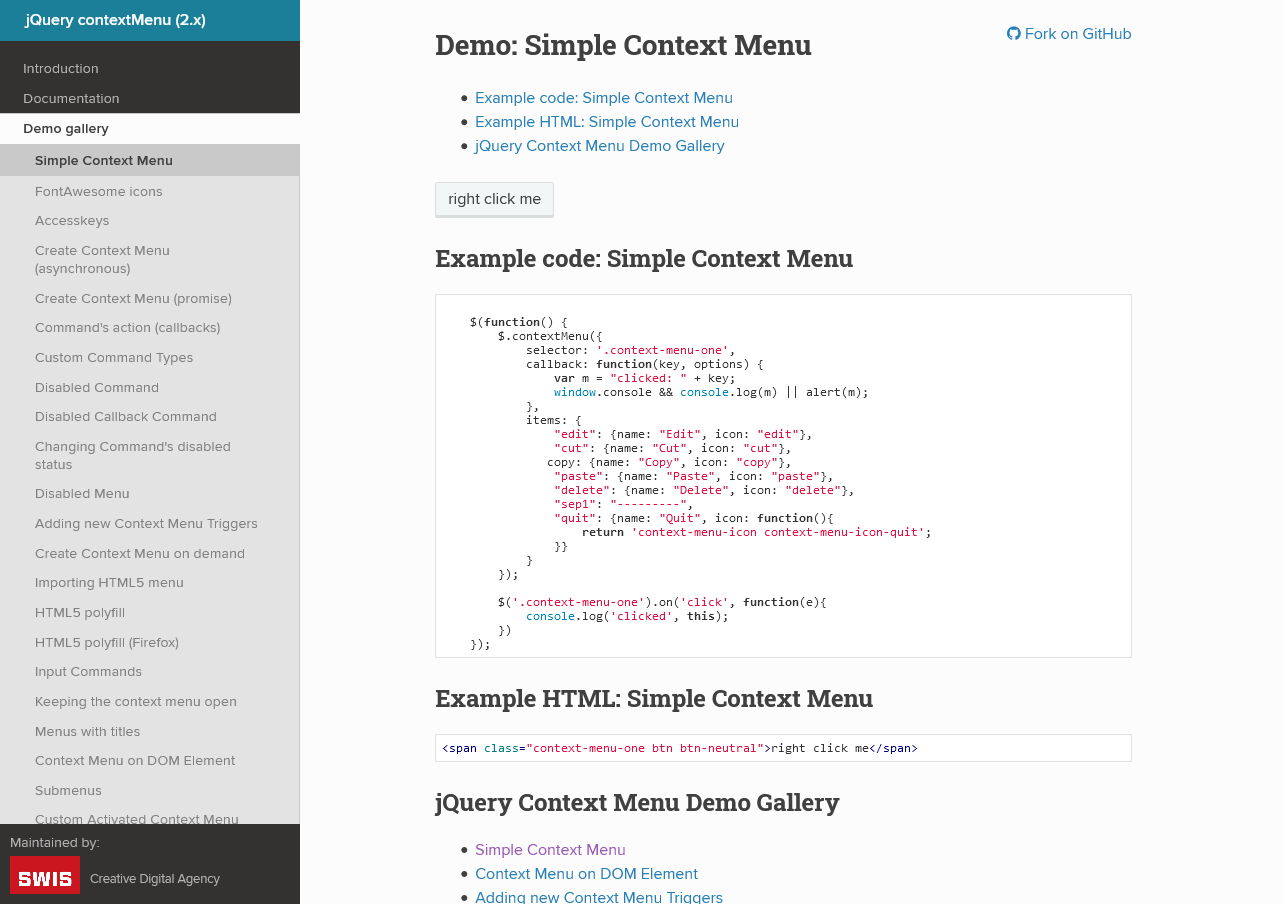 jQuery contextMenu (2.x)
Introduction
Documentation
Demo gallery
Simple Context Menu
FontAwesome icons
Accesskeys
Create Context Menu
(asynchronous)
Create Context Menu (promise)
Command's action (callbacks)
Custom Command Types
Disabled Command
Disabled Callback Command
Changing Command's disabled
status
Disabled Menu
Adding new Context Menu Triggers
Create Context Menu on demand
Importing HTML5 menu
HTML5 polyfill
HTML5 polyfill (Firefox)
Input Commands
Keeping the context menu open
Menus with titles
Context Menu on DOM Element
Submenus
Custom Activated Context Menu
Maintained by:
SWIS Creative Digital Agency
Fork on GitHub
Demo: Simple Context Menu
• Example code: Simple Context Menu
• Example HTML: Simple Context Menu
• jQuery Context Menu Demo Gallery
right click me
Example code: Simple Context Menu
$(function() {
    $.contextMenu({
        selector: '.context-menu-one',
        callback: function(key, options) {
            var m = "clicked: " + key;
            window.console && console.log(m) || alert(m);
        },
        items: {
            "edit": {name: "Edit", icon: "edit"},
            "cut": {name: "Cut", icon: "cut"},
           copy: {name: "Copy", icon: "copy"},
            "paste": {name: "Paste", icon: "paste"},
            "delete": {name: "Delete", icon: "delete"},
            "sep1": "---------",
            "quit": {name: "Quit", icon: function(){
                return 'context-menu-icon context-menu-icon-quit';
            }}
        }
    });
    $('.context-menu-one').on('click', function(e){
        console.log('clicked', this);
    })
});
Example HTML: Simple Context Menu
<span class="context-menu-one btn btn-neutral">right click me</span>
jQuery Context Menu Demo Gallery
• Simple Context Menu
• Context Menu on DOM Element
• Adding new Context Menu Triggers